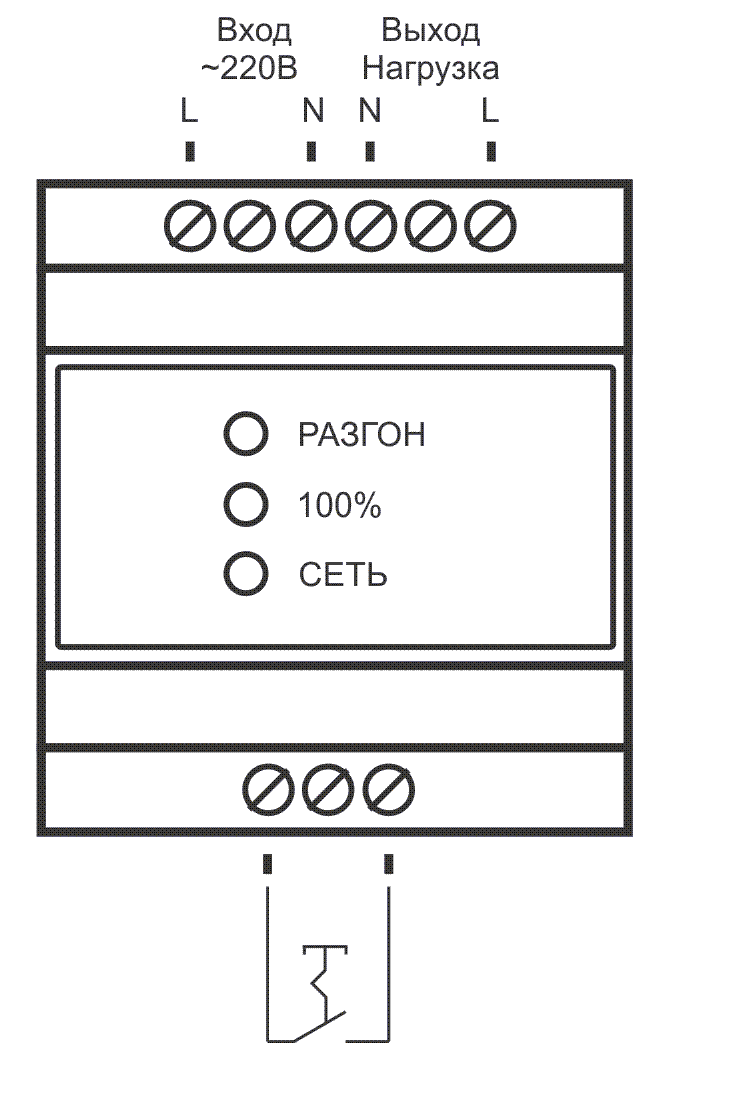 Вход Выход
~220В Нагрузка
L N N L
РАЗГОН
100%
СЕТЬ